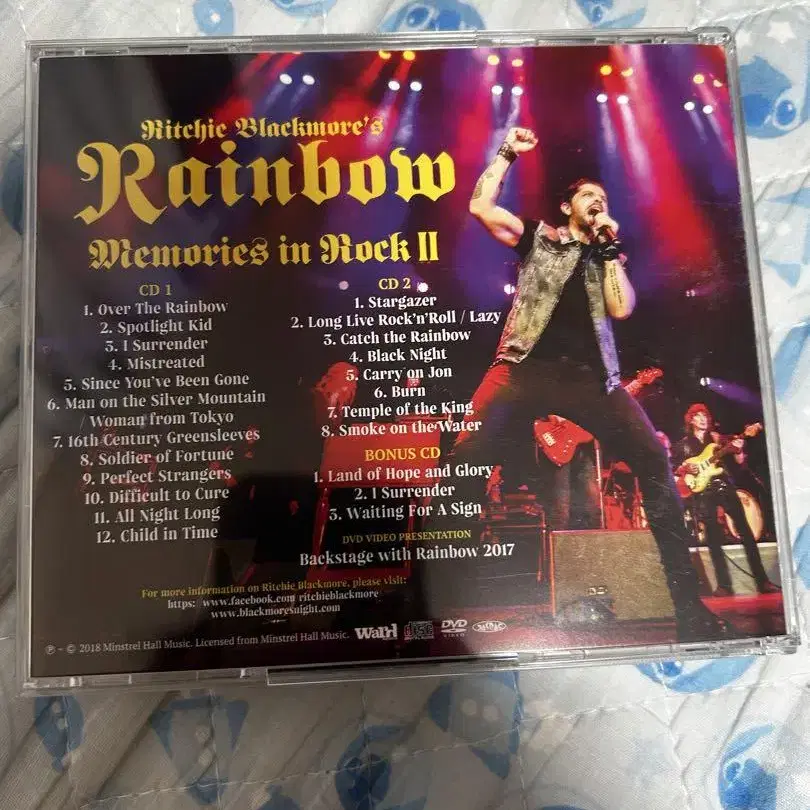 Ritchie Blackmore's
Rainbow
Memories in Rock II
CD 1
1. Over The Rainbow
2. Spotlight Kid
3. I Surrender
4. Mistreated
5. Since You've Been Gone
6. Man on the Silver Mountain
/ Woman from Tokyo
7. 16th Century Greensleeves
8. Soldier of Fortune
9. Perfect Strangers
10. Difficult to Cure
11. All Night Long
12. Child in Time
CD 2
1. Stargazer
2. Long Live Rock'n'Roll / Lazy
3. Catch the Rainbow
4. Black Night
5. Carry on Jon
6. Burn
7. Temple of the King
8. Smoke on the Water
BONUS CD
1. Land of Hope and Glory
2. I Surrender
3. Waiting For A Sign
DVD VIDEO PRESENTATION
Backstage with Rainbow 2017
For more information on Ritchie Blackmore, please visit:
https: www.facebook.com ritchieblackmore
www.blackmoresnight.com
℗ - © 2018 Minstrel Hall Music. Licensed from Minstrel Hall Music.
Ward
DVD
VIDEO